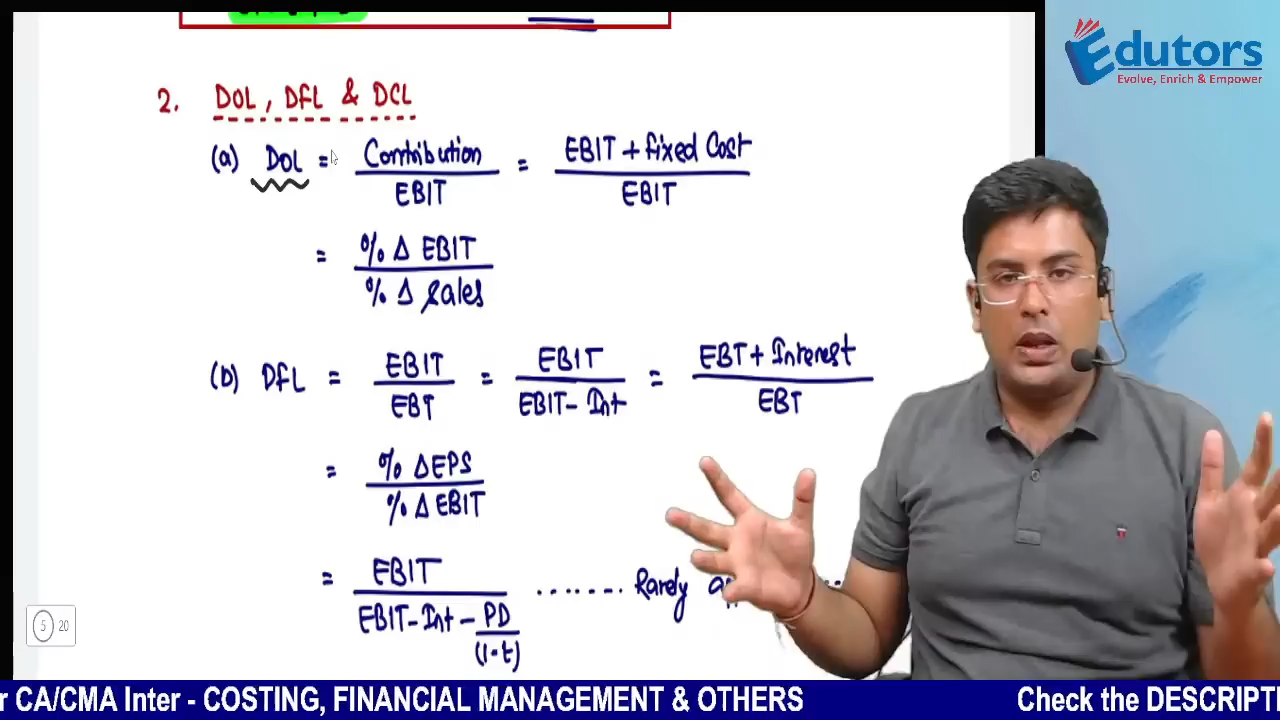 Edutors
Evolve, Enrich & Empower
2. DOL, DFL & DCL
(a) DOL = Contribution / EBIT = EBIT + Fixed Cost / EBIT
= % Δ EBIT / % Δ Sales
(b) DFL = EBIT / EBT = EBIT / EBIT - Int = EBT + Interest / EBT
= % Δ EPS / % Δ EBIT
= EBIT / EBIT - Int - PD / (1-t) ....... Rarely
5 20
r CA/CMA Inter - COSTING, FINANCIAL MANAGEMENT & OTHERS
Check the DESCRIPTI